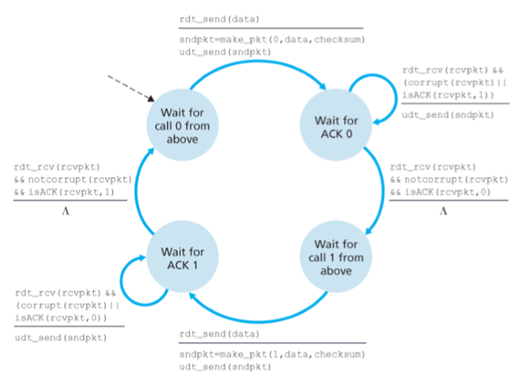 rdt_send(data)
sndpkt=make_pkt(0,data,checksum)
udt_send(sndpkt)
Wait for
call 0 from
above
Wait for
ACK 0
rdt_rcv(rcvpkt) &&
(corrupt(rcvpkt)||
isACK(rcvpkt,1))
udt_send(sndpkt)
rdt_rcv(rcvpkt)
&& notcorrupt(rcvpkt)
&& isACK(rcvpkt,1)
Λ
rdt_rcv(rcvpkt)
&& notcorrupt(rcvpkt)
&& isACK(rcvpkt,0)
Λ
Wait for
ACK 1
Wait for
call 1 from
above
rdt_rcv(rcvpkt) &&
(corrupt(rcvpkt)||
isACK(rcvpkt,0))
udt_send(sndpkt)
rdt_send(data)
sndpkt=make_pkt(1,data,checksum)
udt_send(sndpkt)